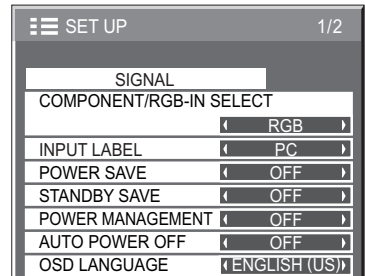 SET UP 1/2
SIGNAL
COMPONENT/RGB-IN SELECT
RGB
INPUT LABEL PC
POWER SAVE OFF
STANDBY SAVE OFF
POWER MANAGEMENT OFF
AUTO POWER OFF OFF
OSD LANGUAGE ENGLISH (US)